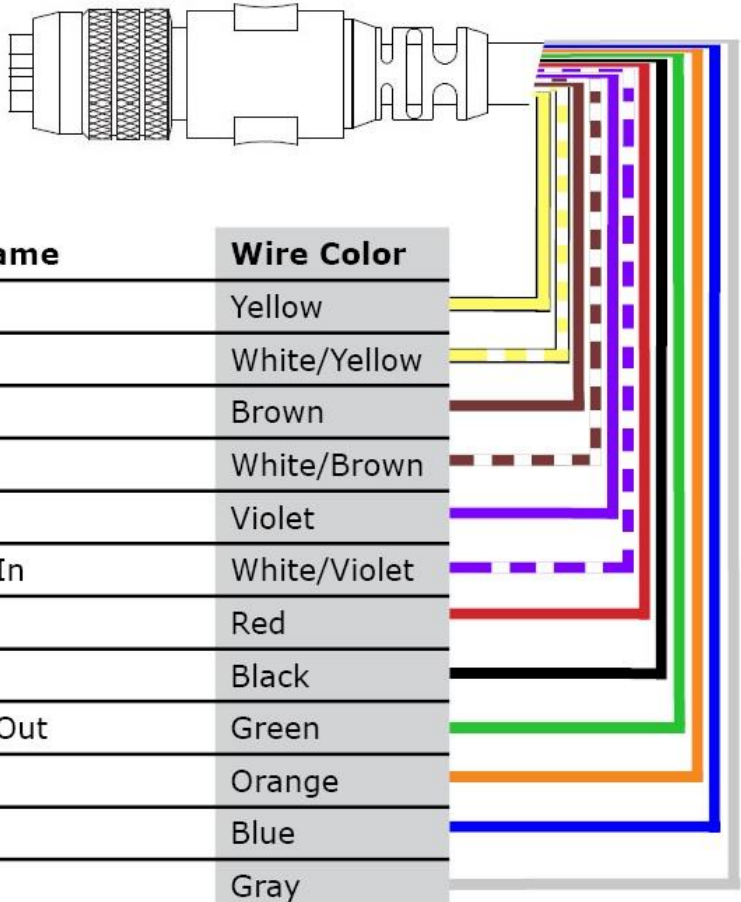 ame Wire Color
Yellow
White/Yellow
Brown
White/Brown
Violet
In White/Violet
Red
Black
Out Green
Orange
Blue
Gray